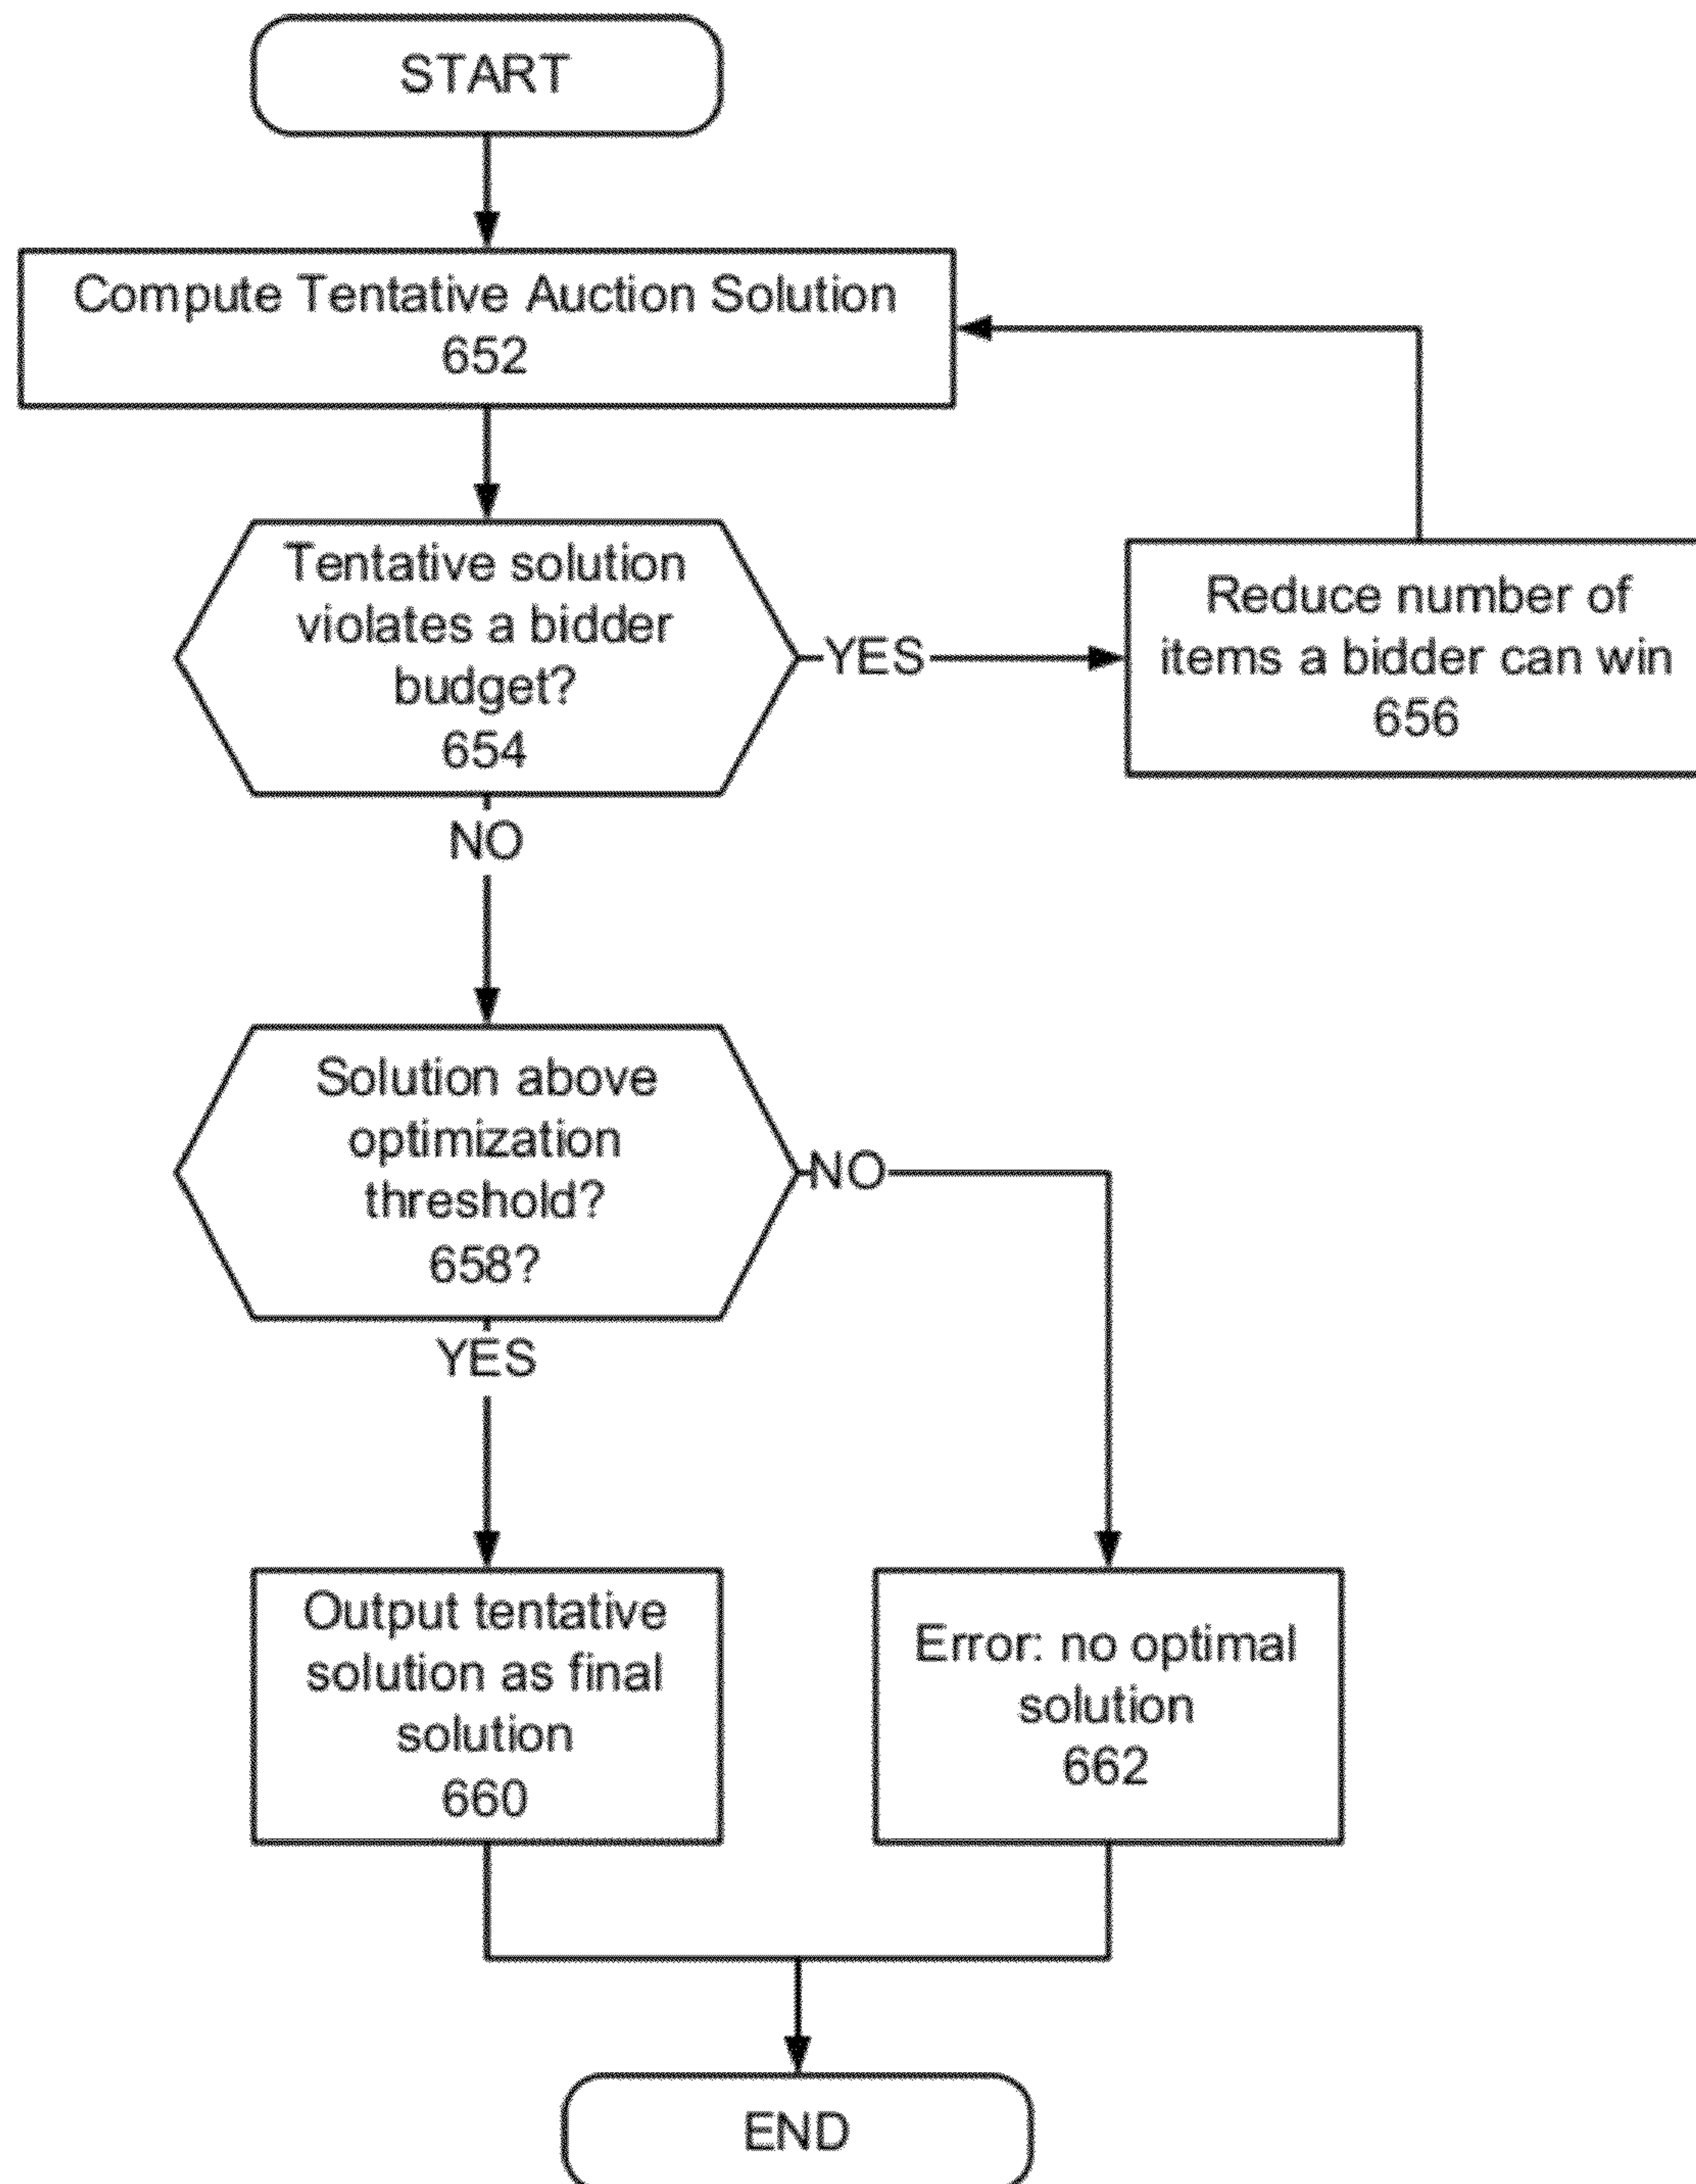 START
Compute Tentative Auction Solution
652
Tentative solution
violates a bidder
budget?
654
YES
Reduce number of
items a bidder can win
656
NO
Solution above
optimization
threshold?
658?
NO
YES
Output tentative
solution as final
solution
660
Error: no optimal
solution
662
END